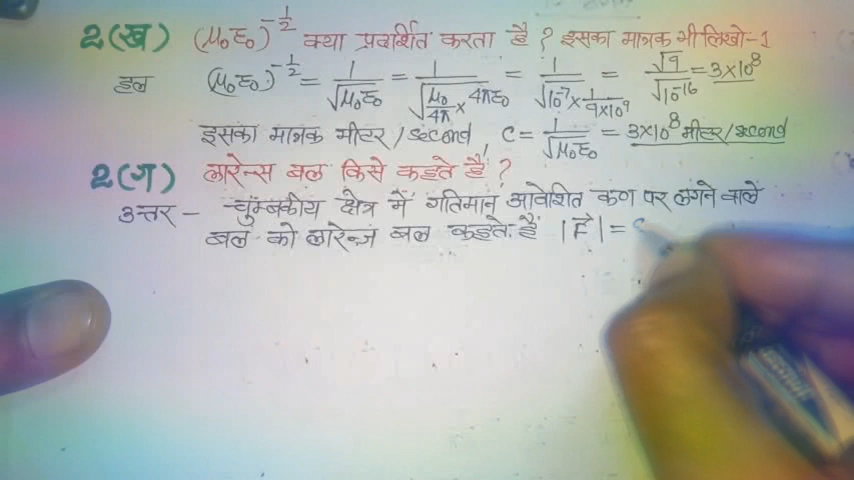 2(ख) (μ₀ε₀)^-1/2 क्या प्रदर्शित करता है? इसका मात्रक भी लिखो-1
हल (μ₀ε₀)^-1/2 = 1/√μ₀ε₀ = 1/√(μ₀/4π × 4πε₀) = 1/√(10⁻⁷ × 1/9×10⁹) = √9/√10⁻¹⁶ = 3×10⁸
इसका मात्रक मीटर/second, C = 1/√μ₀ε₀ = 3×10⁸ मीटर/second
2(ग) लारेन्स बल किसे कहते हैं?
उत्तर – चुम्बकीय क्षेत्र में गतिमान आवेशित कण पर लगने वाले
बल को लारेन्ज बल कहते हैं |F⃗| =